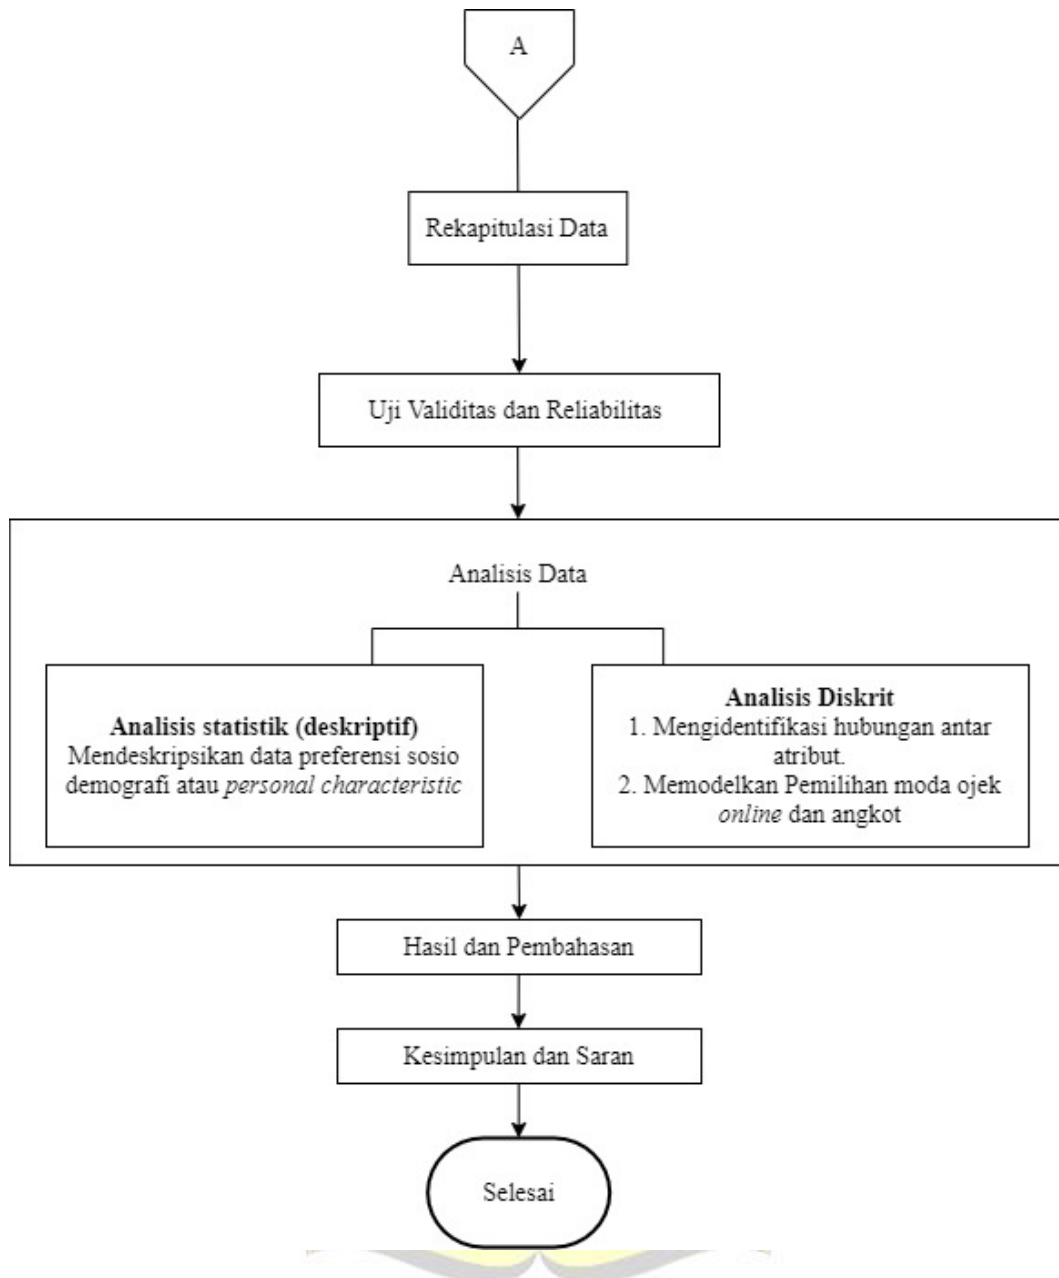 A
Rekapitulasi Data
Uji Validitas dan Reliabilitas
Analisis Data
Analisis statistik (deskriptif)
Mendeskripsikan data preferensi sosio
demografi atau personal characteristic
Analisis Diskrit
1. Mengidentifikasi hubungan antar
atribut.
2. Memodelkan Pemilihan moda ojek
online dan angkot
Hasil dan Pembahasan
Kesimpulan dan Saran
Selesai